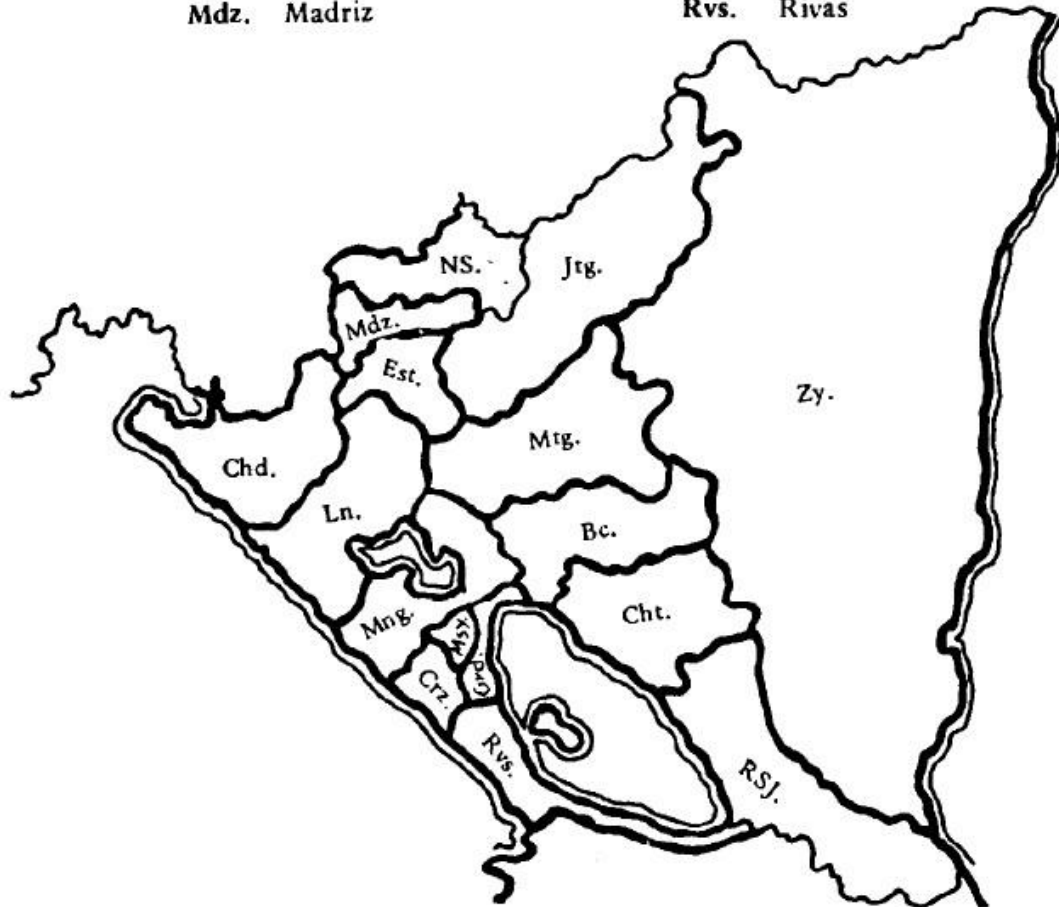 Mdz. Madriz Rvs. Rivas
NS.
Jtg.
Mdz.
Est.
Zy.
Mtg.
Chd.
Ln.
Bc.
Mng.
Msy.
Cht.
Grd.
Crz.
Rvs.
RSJ.